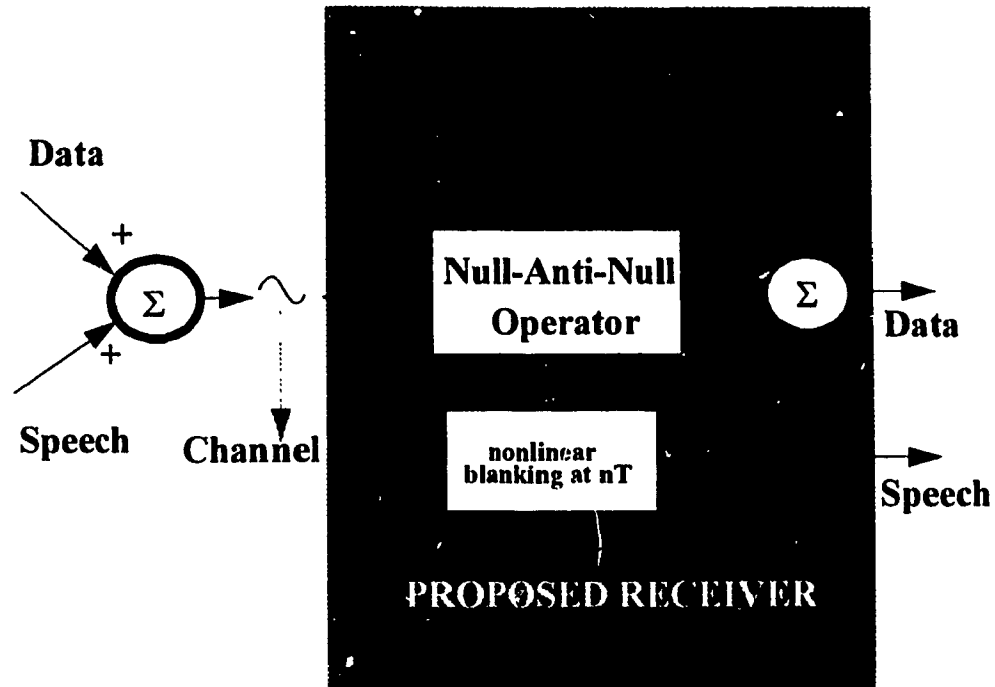 Data
+
Σ
+
Speech
Channel
Null-Anti-Null
Operator
Σ
Data
nonlinear
blanking at nT
Speech
PROPOSED RECEIVER